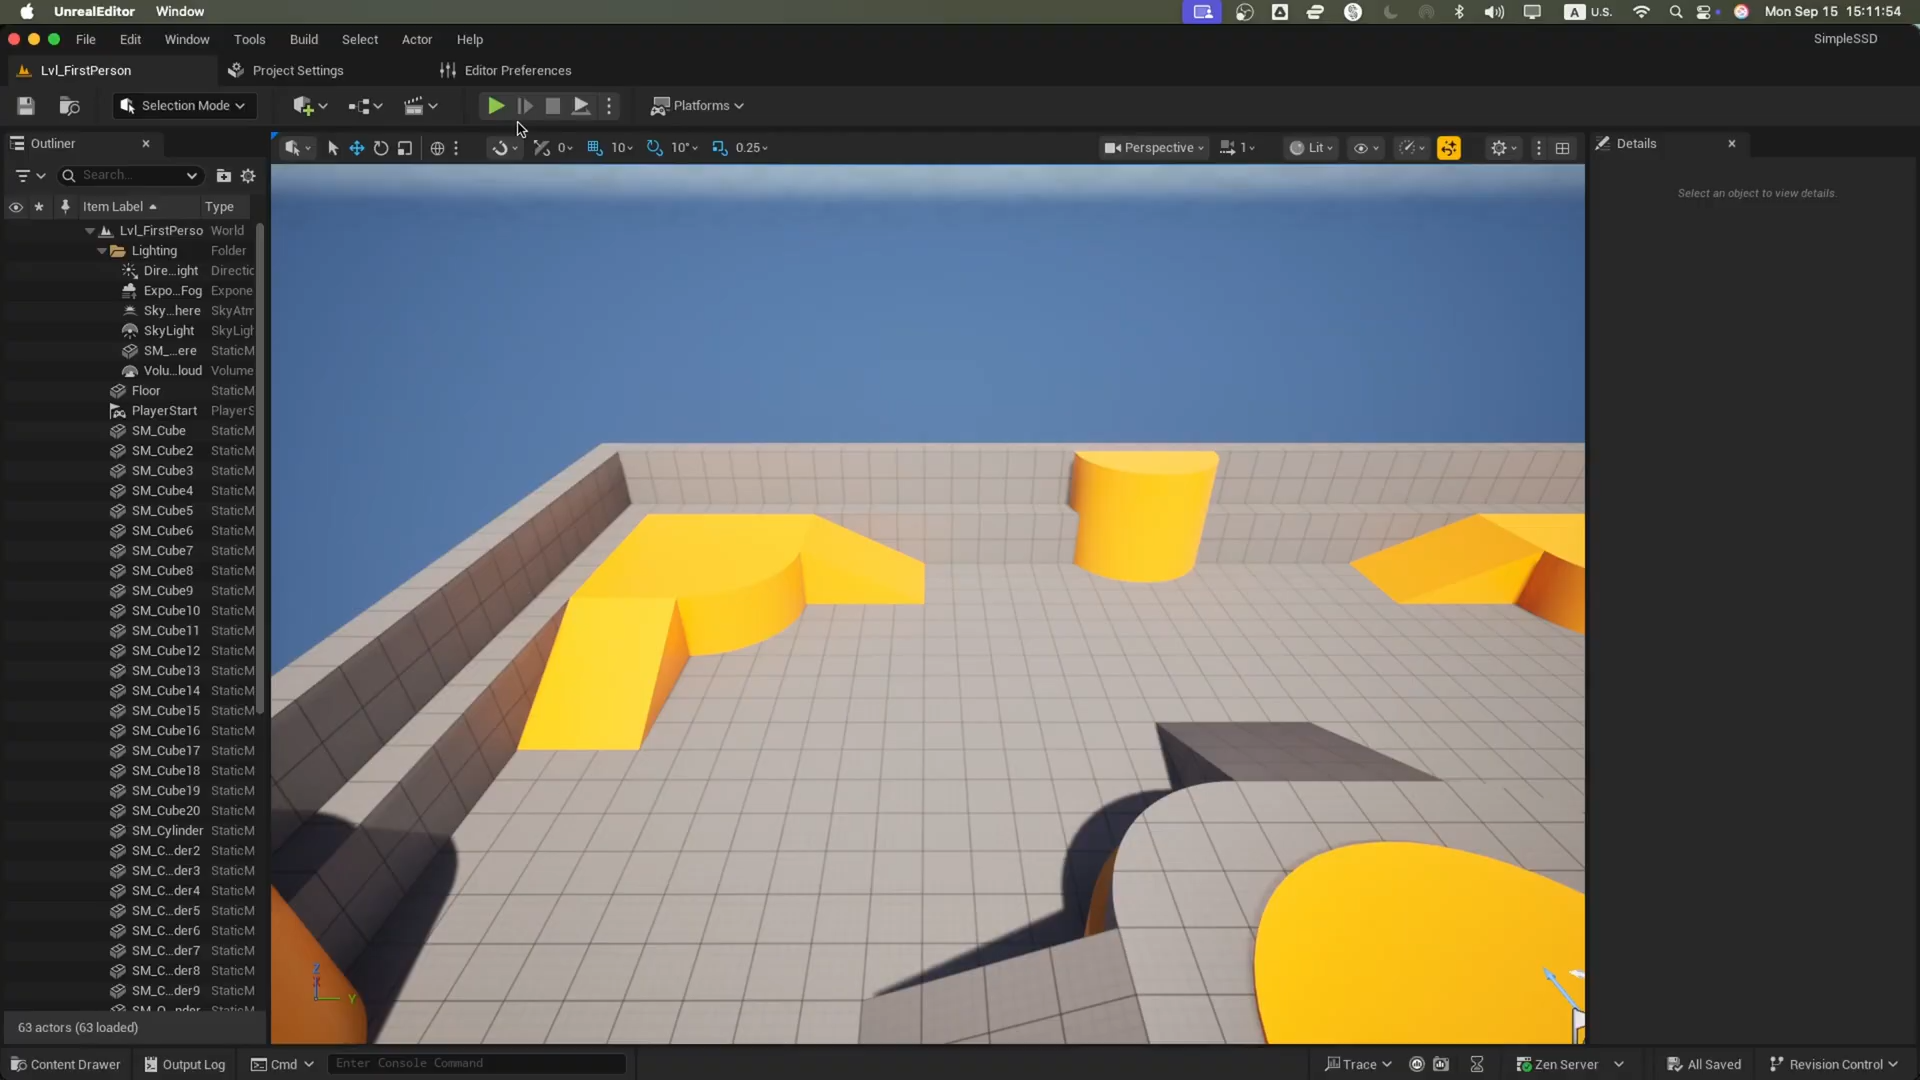 UnrealEditor Window
A U.S. Mon Sep 15 15:11:54
File Edit Window Tools Build Select Actor Help
SimpleSSD
Lvl_FirstPerson
Project Settings
Editor Preferences
Selection Mode
Platforms
Outliner
0 10 10° 0.25
Perspective
1
Lit
Details
Search...
Select an object to view details.
Item Label Type
Lvl_FirstPerso World
Lighting Folder
Dire...ight Directic
Expo...Fog Expone
Sky...here SkyAtm
SkyLight SkyLigh
SM_...ere StaticM
Volu...loud Volume
Floor StaticM
PlayerStart PlayerS
SM_Cube StaticM
SM_Cube2 StaticM
SM_Cube3 StaticM
SM_Cube4 StaticM
SM_Cube5 StaticM
SM_Cube6 StaticM
SM_Cube7 StaticM
SM_Cube8 StaticM
SM_Cube9 StaticM
SM_Cube10 StaticM
SM_Cube11 StaticM
SM_Cube12 StaticM
SM_Cube13 StaticM
SM_Cube14 StaticM
SM_Cube15 StaticM
SM_Cube16 StaticM
SM_Cube17 StaticM
SM_Cube18 StaticM
SM_Cube19 StaticM
SM_Cube20 StaticM
SM_Cylinder StaticM
SM_C...der2 StaticM
SM_C...der3 StaticM
SM_C...der4 StaticM
SM_C...der5 StaticM
SM_C...der6 StaticM
SM_C...der7 StaticM
SM_C...der8 StaticM
SM_C...der9 StaticM
Z
X
Y
63 actors (63 loaded)
Content Drawer
Output Log
Cmd
Enter Console Command
Trace
Zen Server
All Saved
Revision Control